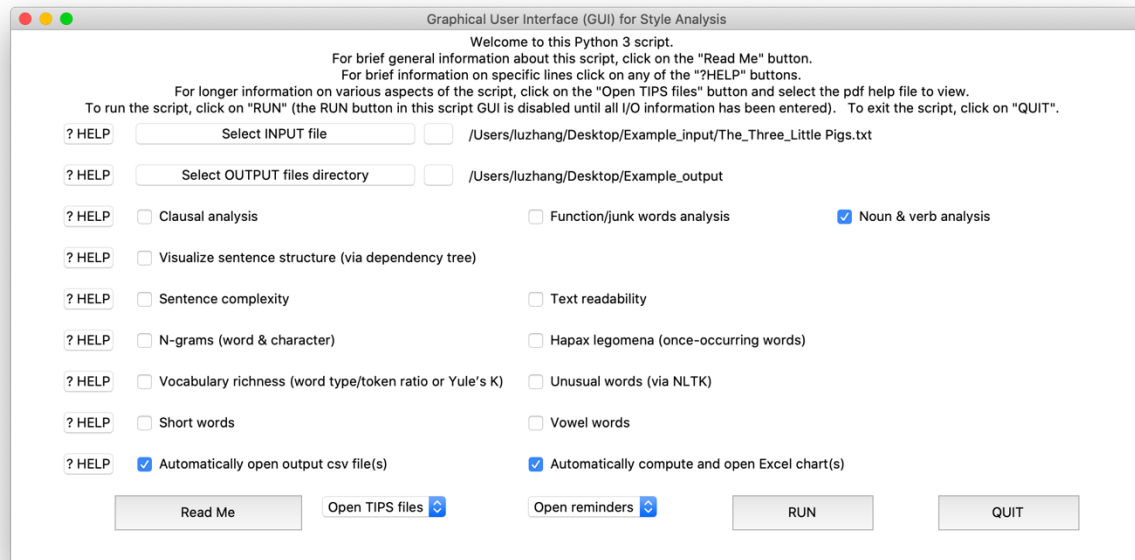 Graphical User Interface (GUI) for Style Analysis
Welcome to this Python 3 script.
For brief general information about this script, click on the "Read Me" button.
For brief information on specific lines click on any of the "?HELP" buttons.
For longer information on various aspects of the script, click on the "Open TIPS files" button and select the pdf help file to view.
To run the script, click on "RUN" (the RUN button in this script GUI is disabled until all I/O information has been entered). To exit the script, click on "QUIT".
? HELP Select INPUT file /Users/luzhang/Desktop/Example_input/The_Three_Little Pigs.txt
? HELP Select OUTPUT files directory /Users/luzhang/Desktop/Example_output
? HELP Clausal analysis Function/junk words analysis Noun & verb analysis
? HELP Visualize sentence structure (via dependency tree)
? HELP Sentence complexity Text readability
? HELP N-grams (word & character) Hapax legomena (once-occurring words)
? HELP Vocabulary richness (word type/token ratio or Yule's K) Unusual words (via NLTK)
? HELP Short words Vowel words
? HELP Automatically open output csv file(s) Automatically compute and open Excel chart(s)
Read Me Open TIPS files Open reminders RUN QUIT